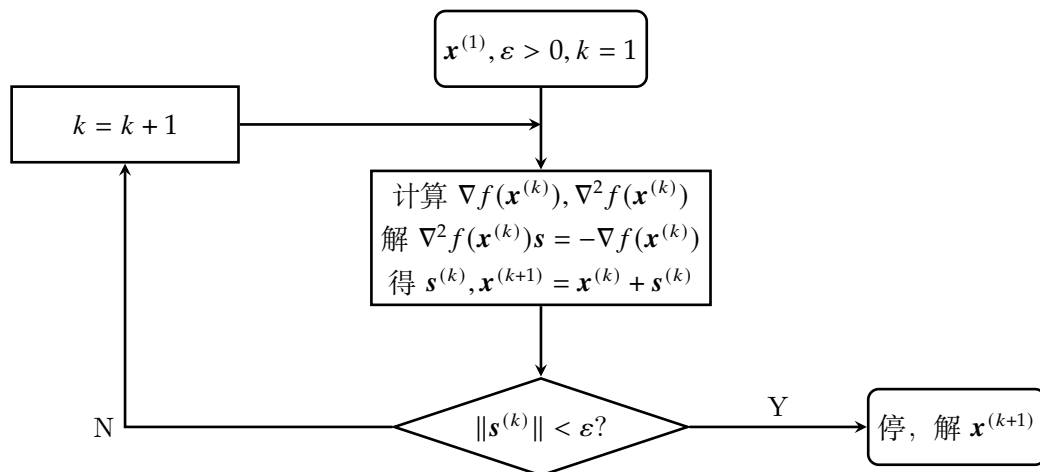 x^(1), ε > 0, k = 1
k = k + 1
计算 ∇f(x^(k)), ∇²f(x^(k))
解 ∇²f(x^(k))s = −∇f(x^(k))
得 s^(k), x^(k+1) = x^(k) + s^(k)
N
‖s^(k)‖ < ε?
Y
停，解 x^(k+1)